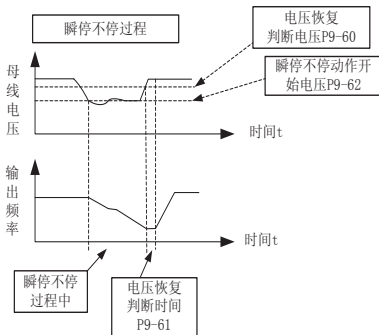 瞬停不停过程
电压恢复
判断电压P9-60
瞬停不停动作开
始电压P9-62
母线电压
时间t
输出频率
时间t
瞬停不停
过程中
电压恢复
判断时间
P9-61